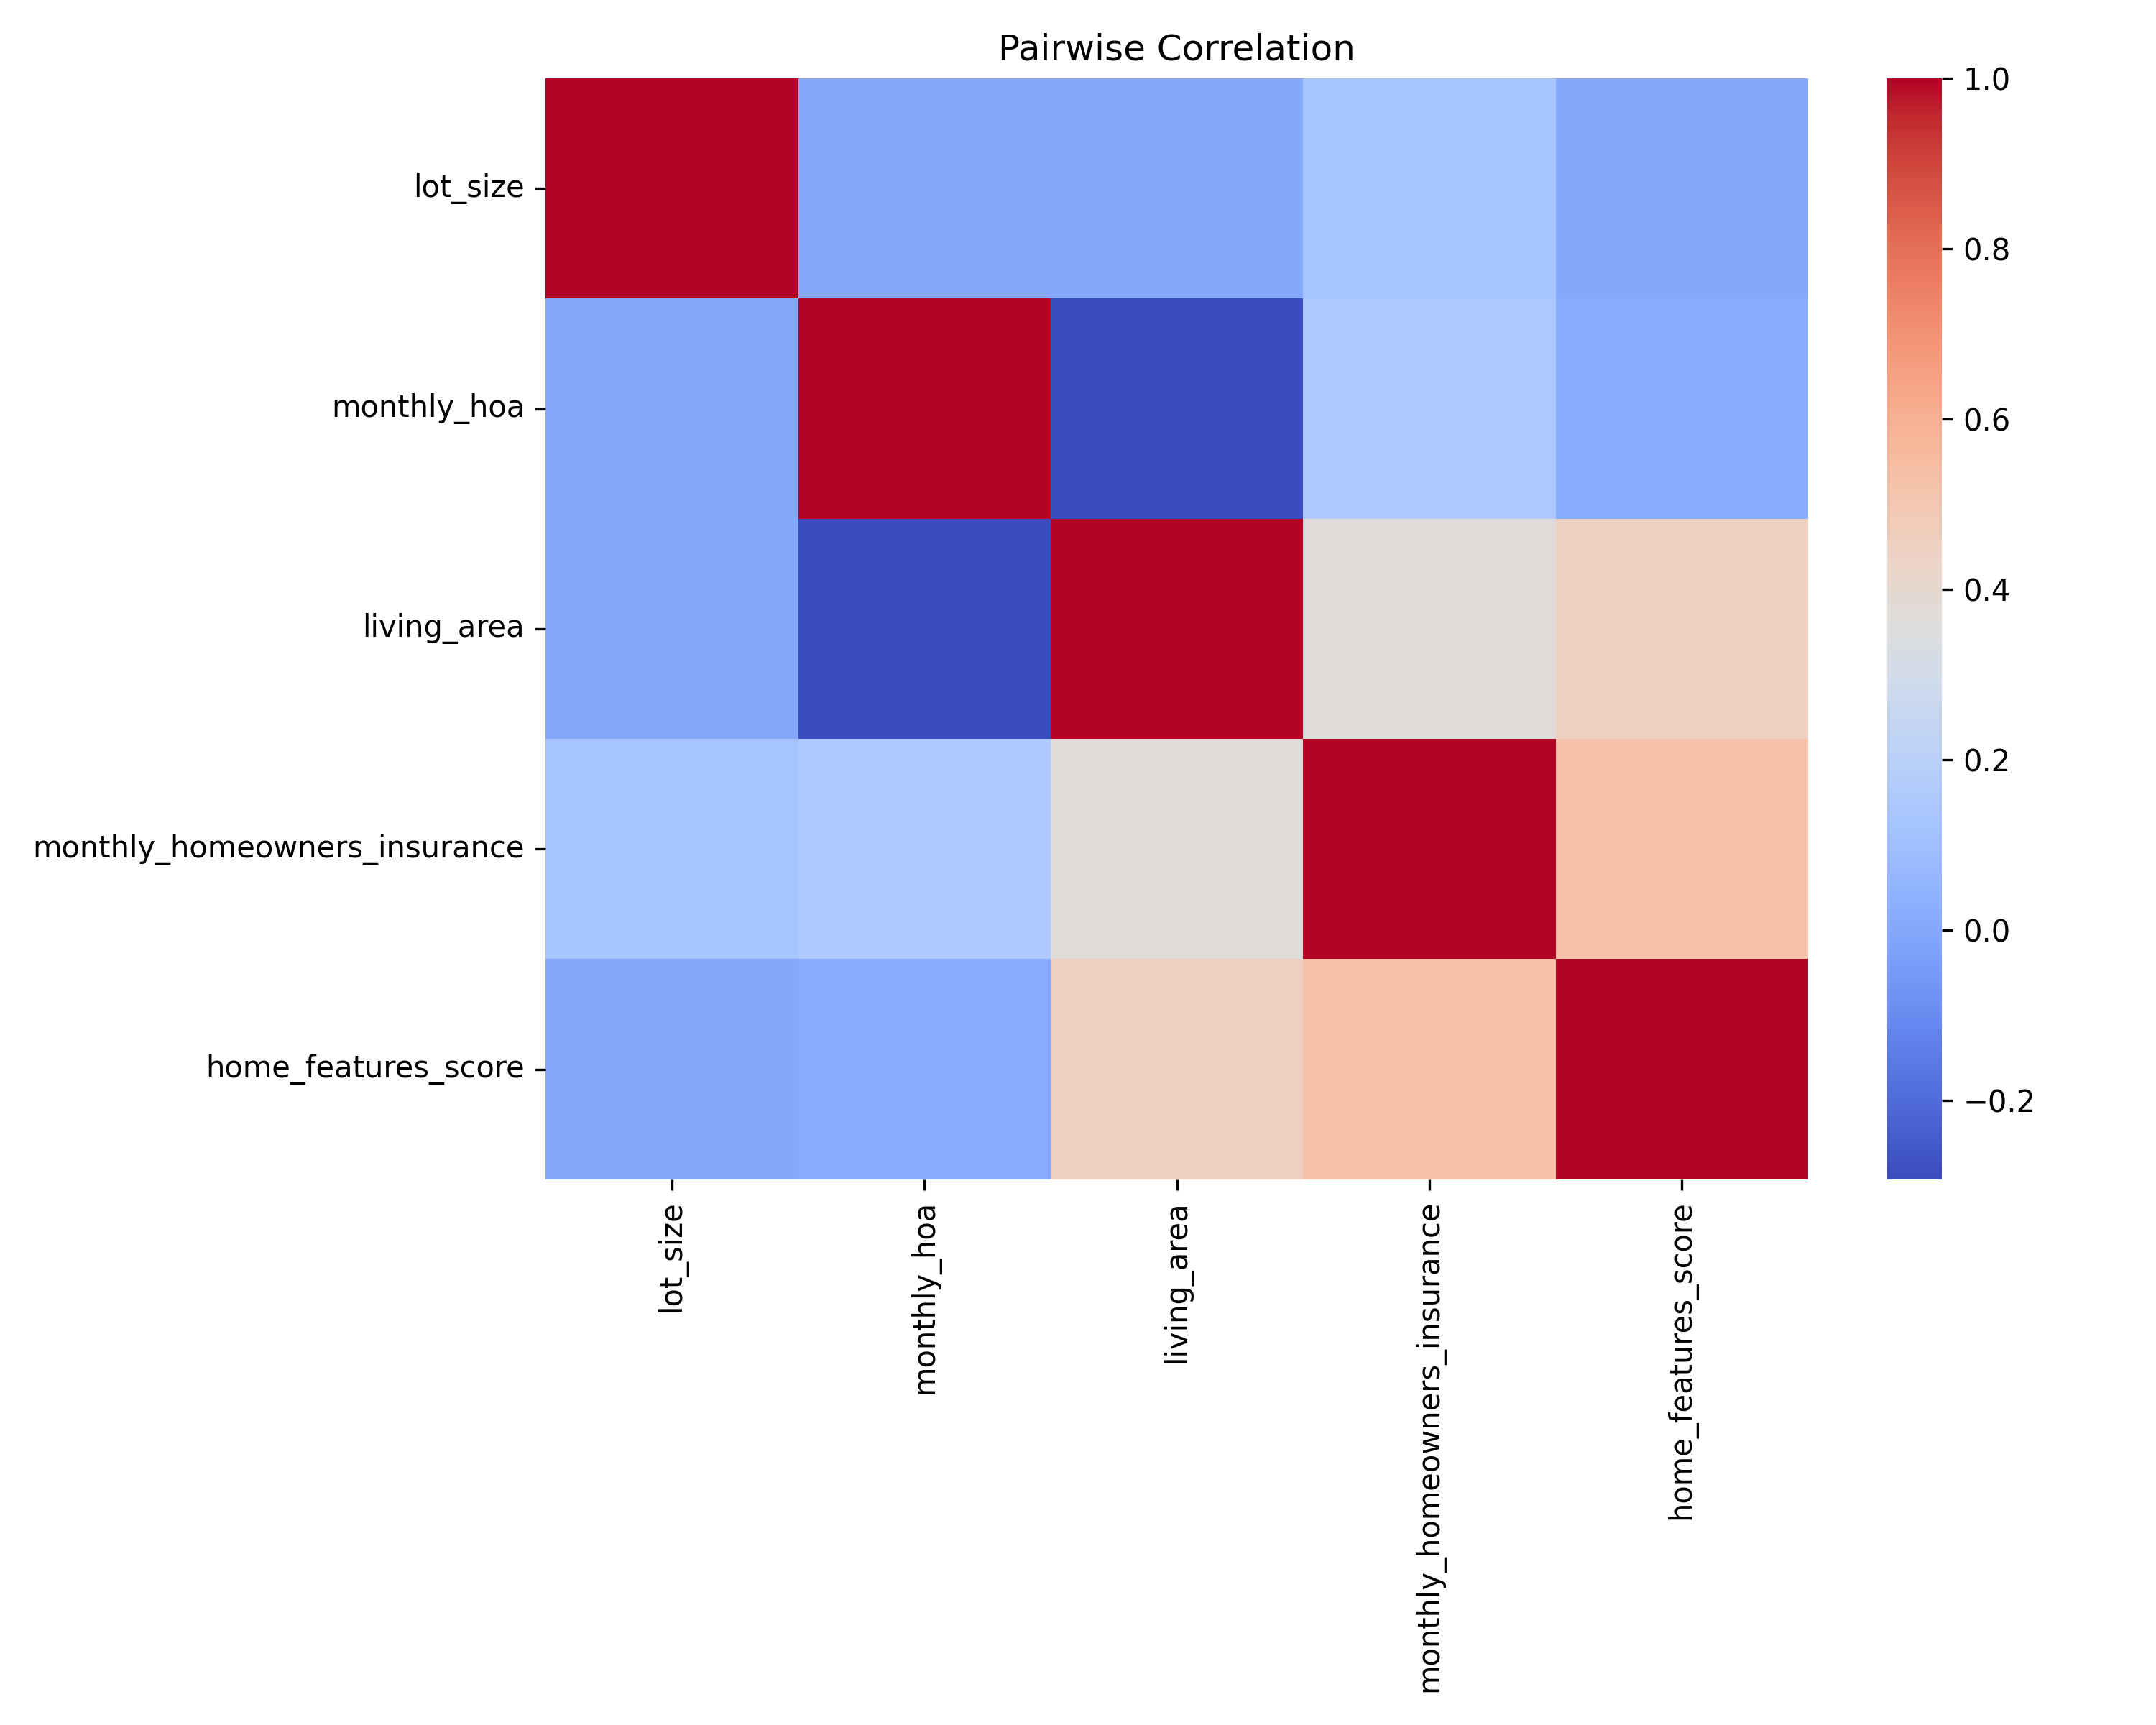 Pairwise Correlation
lot_size
monthly_hoa
living_area
monthly_homeowners_insurance
home_features_score
lot_size
monthly_hoa
living_area
monthly_homeowners_insurance
home_features_score
1.0
0.8
0.6
0.4
0.2
0.0
−0.2